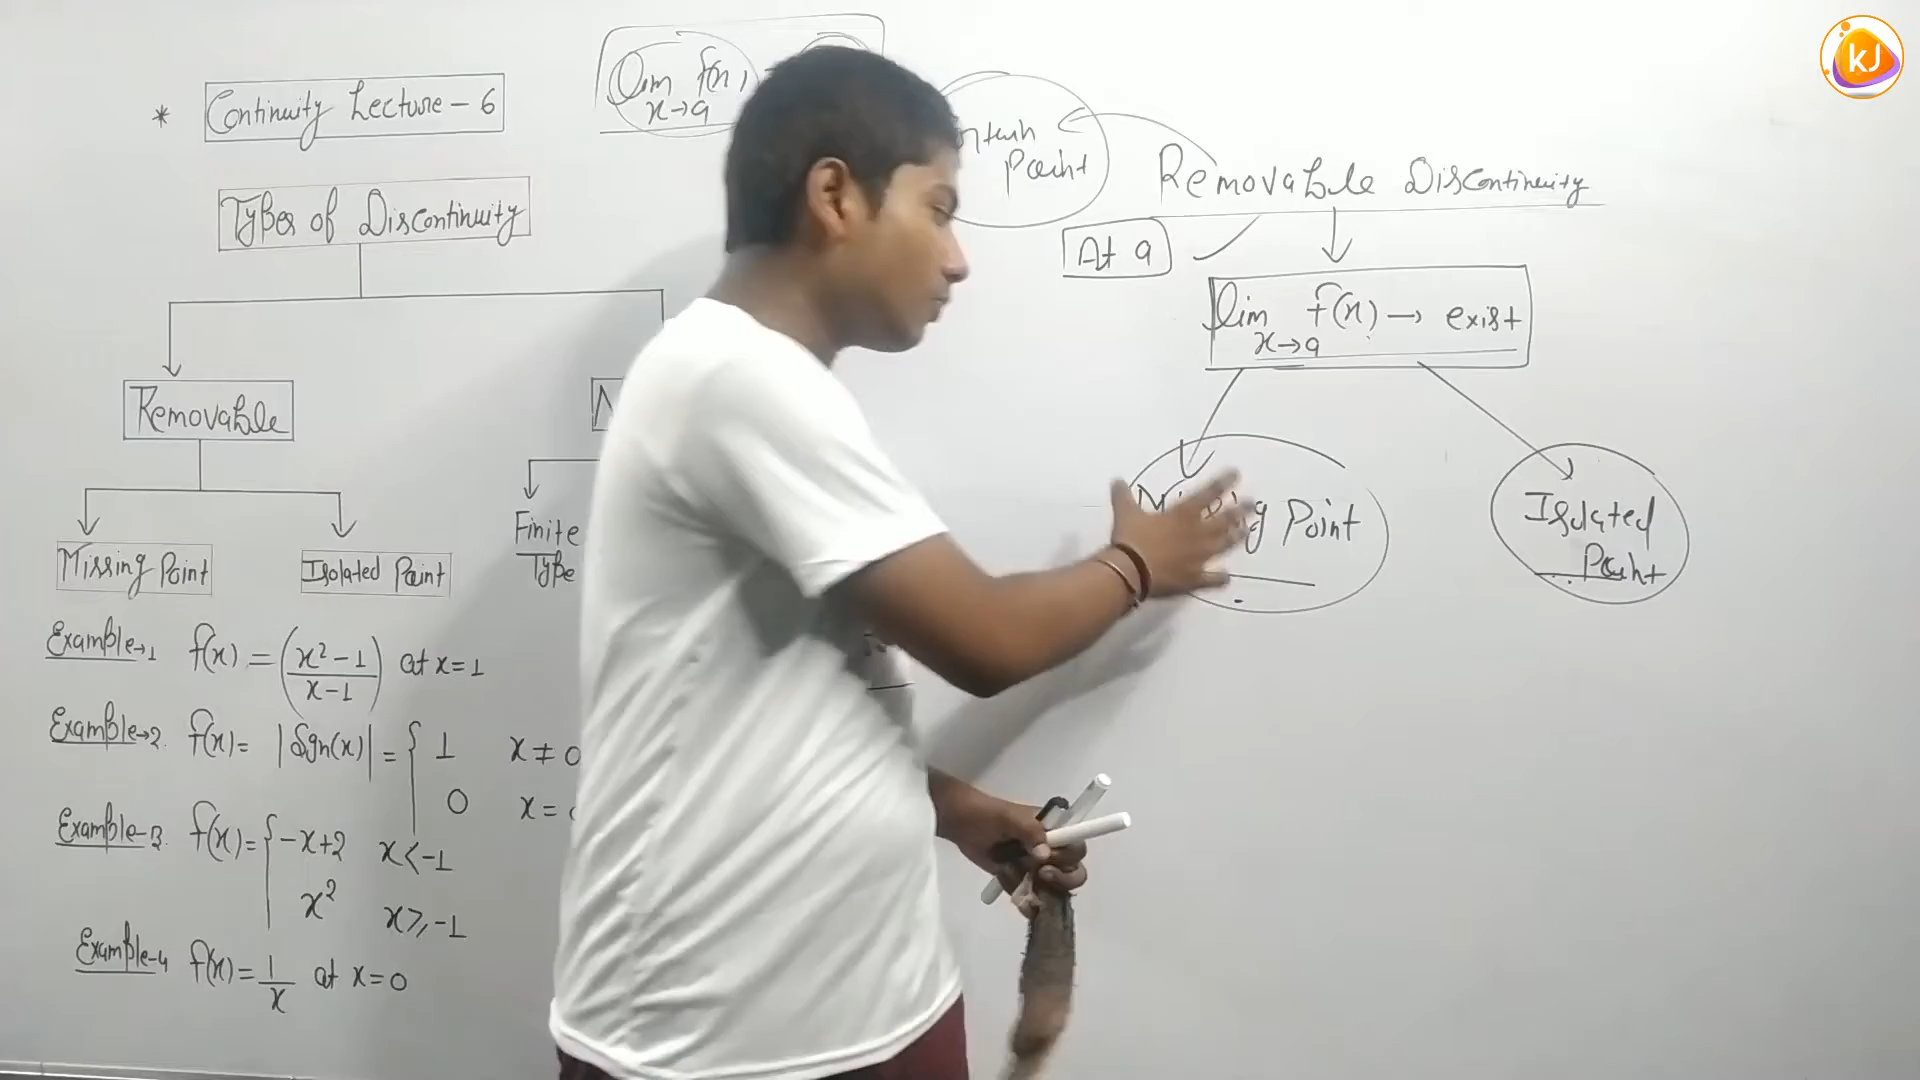 * Continuity Lecture - 6
Types of Discontinuity
Removable
Missing Point
Isolated Point
Finite
Type
Example→1 f(x) = (x²-1 / x-1) at x=1
Example→2. f(x) = |Sgn(x)| = { 1 x ≠ 0
0 x =
Example-3. f(x) = { -x+2 x < -1
x² x ≥ -1
Example-4 f(x) = 1/x at x=0
lim f(x)
x→a
Point
Removable Discontinuity
At a
lim f(x) → exist
x→a
Point
Isolated
Point
KJ